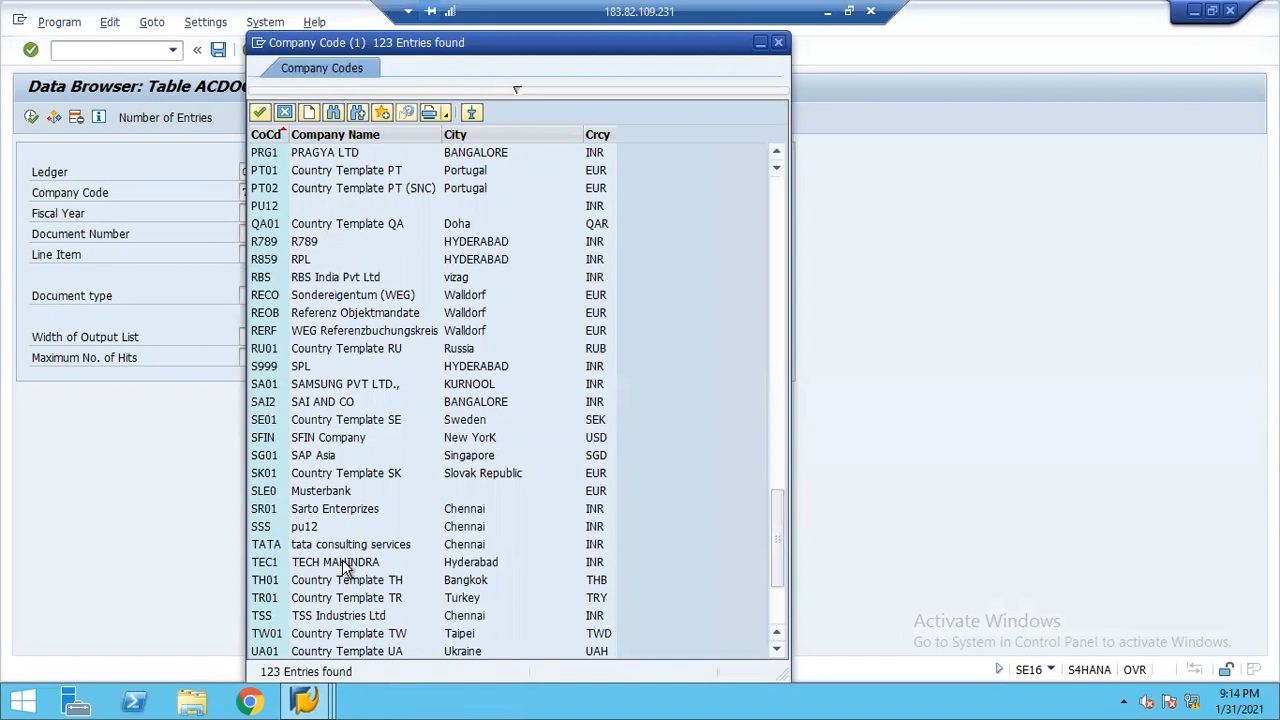 Program Edit Goto Settings System Help
183.82.109.231
Company Code (1) 123 Entries found
Company Codes
Data Browser: Table ACDO
Number of Entries
Ledger
Company Code
Fiscal Year
Document Number
Line Item
Document type
Width of Output List
Maximum No. of Hits
CoCd Company Name City Crcy
PRG1 PRAGYA LTD BANGALORE INR
PT01 Country Template PT Portugal EUR
PT02 Country Template PT (SNC) Portugal EUR
PU12 INR
QA01 Country Template QA Doha QAR
R789 R789 HYDERABAD INR
R859 RPL HYDERABAD INR
RBS RBS India Pvt Ltd vizag INR
RECO Sondereigentum (WEG) Walldorf EUR
REOB Referenz Objektmandate Walldorf EUR
RERF WEG Referenzbuchungskreis Walldorf EUR
RU01 Country Template RU Russia RUB
S999 SPL HYDERABAD INR
SA01 SAMSUNG PVT LTD., KURNOOL INR
SAI2 SAI AND CO BANGALORE INR
SE01 Country Template SE Sweden SEK
SFIN SFIN Company New YorK USD
SG01 SAP Asia Singapore SGD
SK01 Country Template SK Slovak Republic EUR
SLE0 Musterbank EUR
SR01 Sarto Enterprizes Chennai INR
SSS pu12 Chennai INR
TATA tata consulting services Chennai INR
TEC1 TECH MAHINDRA Hyderabad INR
TH01 Country Template TH Bangkok THB
TR01 Country Template TR Turkey TRY
TSS TSS Industries Ltd Chennai INR
TW01 Country Template TW Taipei TWD
UA01 Country Template UA Ukraine UAH
123 Entries found
Activate Windows
Go to System in Control Panel to activate Windows.
SE16 S4HANA OVR
9:14 PM
1/31/2021